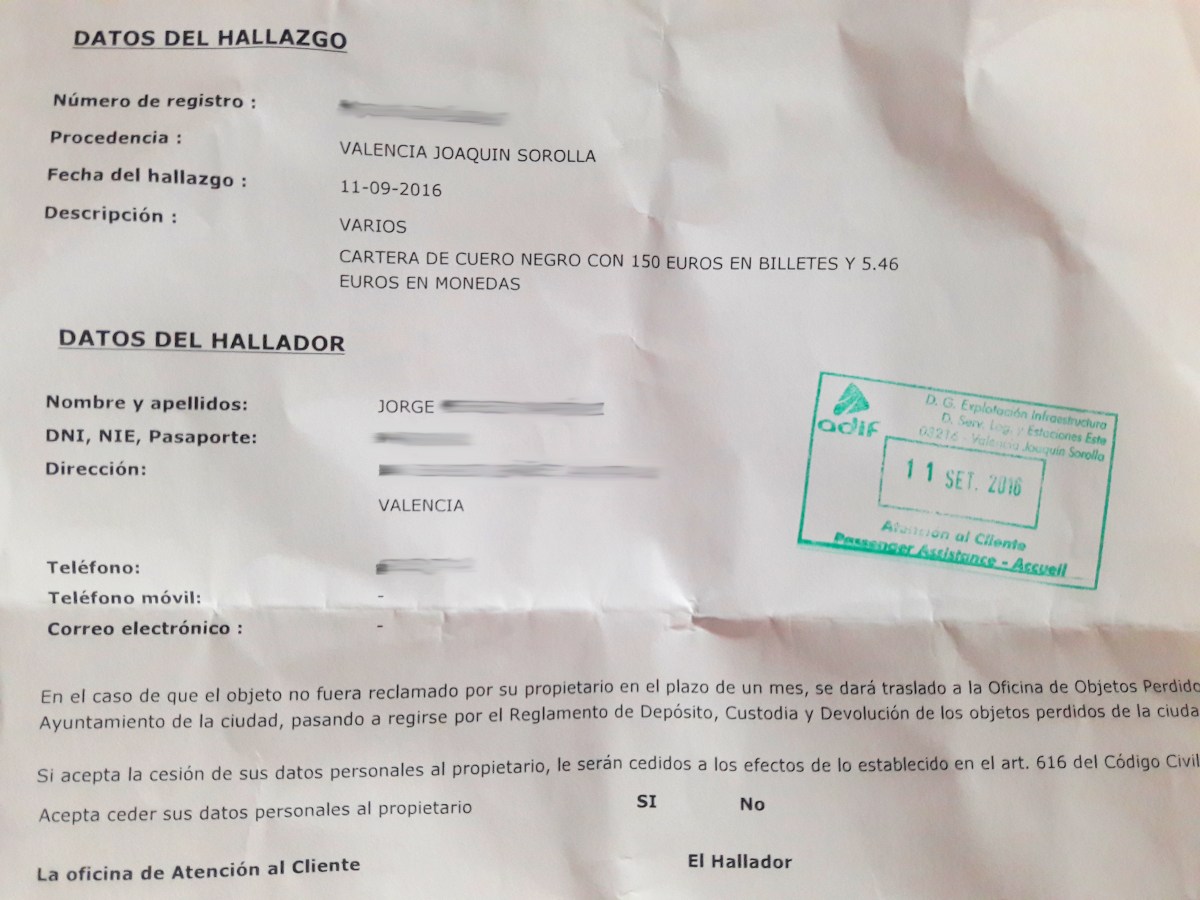 DATOS DEL HALLAZGO
Número de registro :
Procedencia :
VALENCIA JOAQUIN SOROLLA
Fecha del hallazgo :
11-09-2016
Descripción :
VARIOS
CARTERA DE CUERO NEGRO CON 150 EUROS EN BILLETES Y 5.46
EUROS EN MONEDAS
DATOS DEL HALLADOR
Nombre y apellidos:
JORGE
DNI, NIE, Pasaporte:
Dirección:
VALENCIA
adif
D. G. Explotación Infraestructura
D. Serv. Log. y Estaciones Este
03216 - Valencia Joaquín Sorolla
11 SET. 2016
Atención al Cliente
Passenger Assistance - Accueil
Teléfono:
Teléfono móvil: -
Correo electrónico : -
En el caso de que el objeto no fuera reclamado por su propietario en el plazo de un mes, se dará traslado a la Oficina de Objetos Perdido
Ayuntamiento de la ciudad, pasando a regirse por el Reglamento de Depósito, Custodia y Devolución de los objetos perdidos de la ciuda
Si acepta la cesión de sus datos personales al propietario, le serán cedidos a los efectos de lo establecido en el art. 616 del Código Civil
Acepta ceder sus datos personales al propietario SI No
La oficina de Atención al Cliente El Hallador